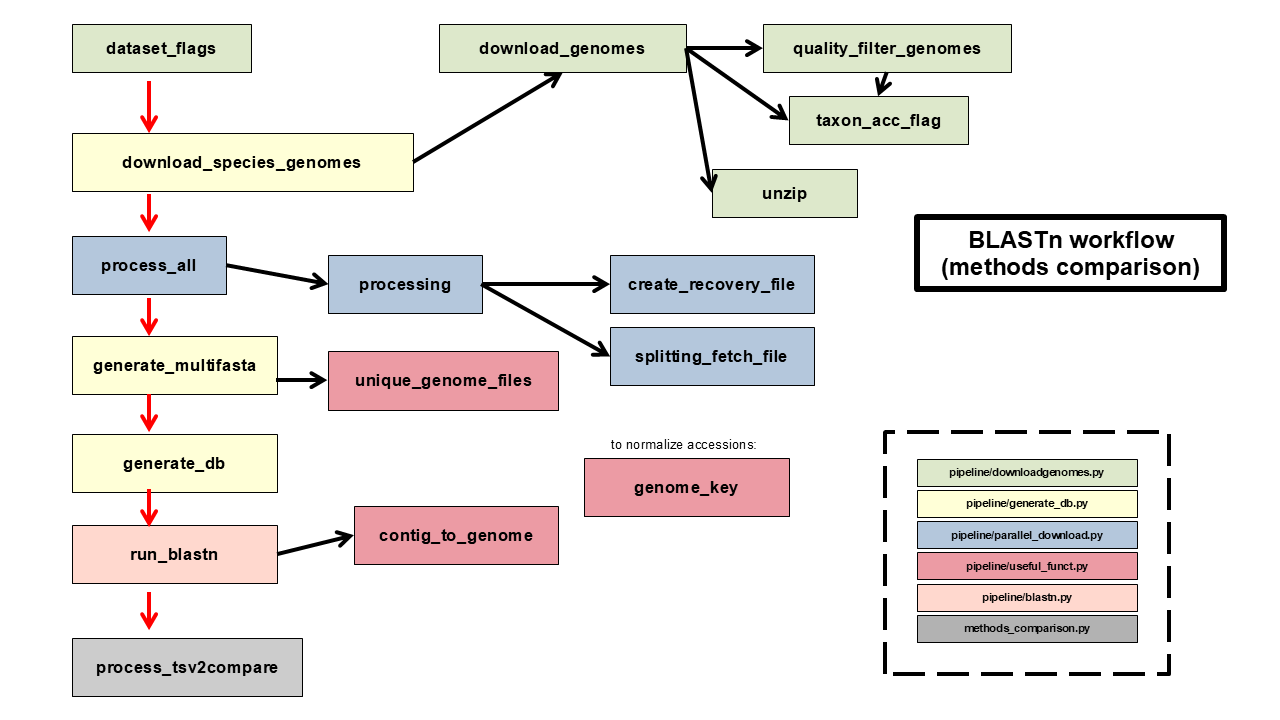 dataset_flags
download_genomes
quality_filter_genomes
taxon_acc_flag
download_species_genomes
unzip
BLASTn workflow
(methods comparison)
process_all
processing
create_recovery_file
splitting_fetch_file
generate_multifasta
unique_genome_files
to normalize accessions:
genome_key
generate_db
contig_to_genome
run_blastn
process_tsv2compare
pipeline/downloadgenomes.py
pipeline/generate_db.py
pipeline/parallel_download.py
pipeline/useful_funct.py
pipeline/blastn.py
methods_comparison.py